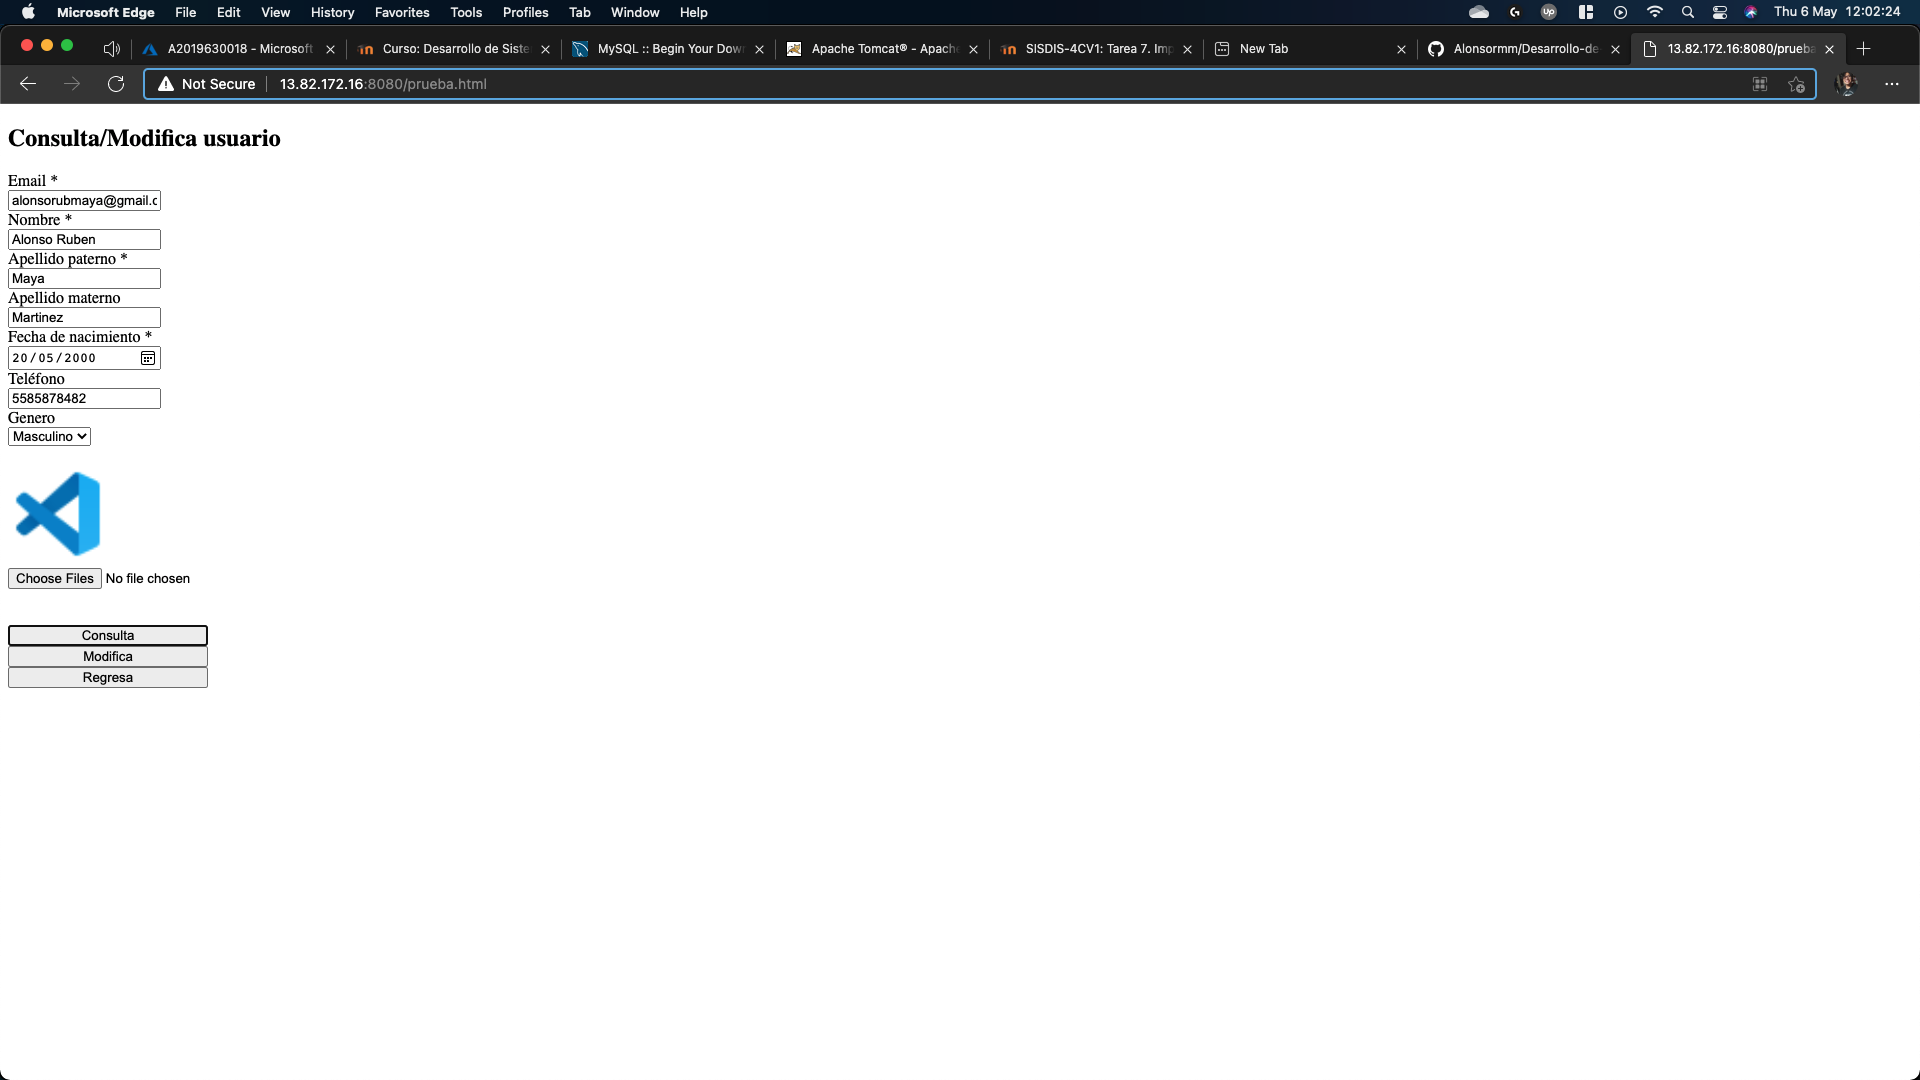 Microsoft Edge File Edit View History Favorites Tools Profiles Tab Window Help Thu 6 May 12:02:24
A2019630018 - Microsoft Curso: Desarrollo de Siste MySQL :: Begin Your Dow Apache Tomcat® - Apache SISDIS-4CV1: Tarea 7. Imp New Tab Alonsormm/Desarrollo-de- 13.82.172.16:8080/prueba
Not Secure 13.82.172.16:8080/prueba.html
Consulta/Modifica usuario
Email *
alonsorubmaya@gmail.c
Nombre *
Alonso Ruben
Apellido paterno *
Maya
Apellido materno
Martinez
Fecha de nacimiento *
20/05/2000
Teléfono
5585878482
Genero
Masculino
Choose Files No file chosen
Consulta
Modifica
Regresa